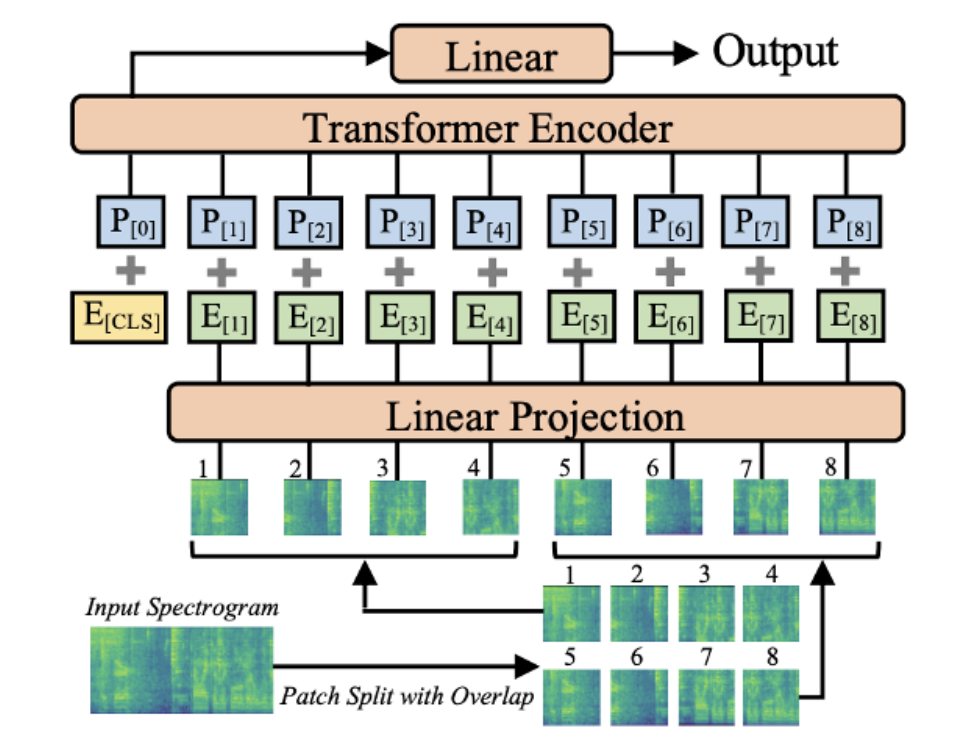 Linear Output
Transformer Encoder
P[0] P[1] P[2] P[3] P[4] P[5] P[6] P[7] P[8]
+ + + + + + + + +
E[CLS] E[1] E[2] E[3] E[4] E[5] E[6] E[7] E[8]
Linear Projection
1 2 3 4 5 6 7 8
1 2 3 4
Input Spectrogram
5 6 7 8
Patch Split with Overlap